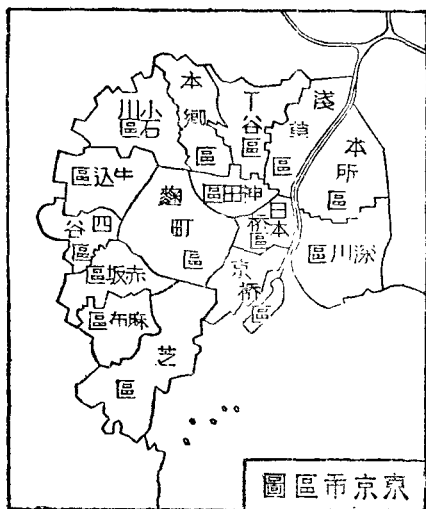 本鄕區
下谷區
淺草區
小石川區
本所區
牛込區
神田區
麴町區
四谷區
日本橋區
深川區
赤坂區
京橋區
麻布區
芝區
東京市區圖